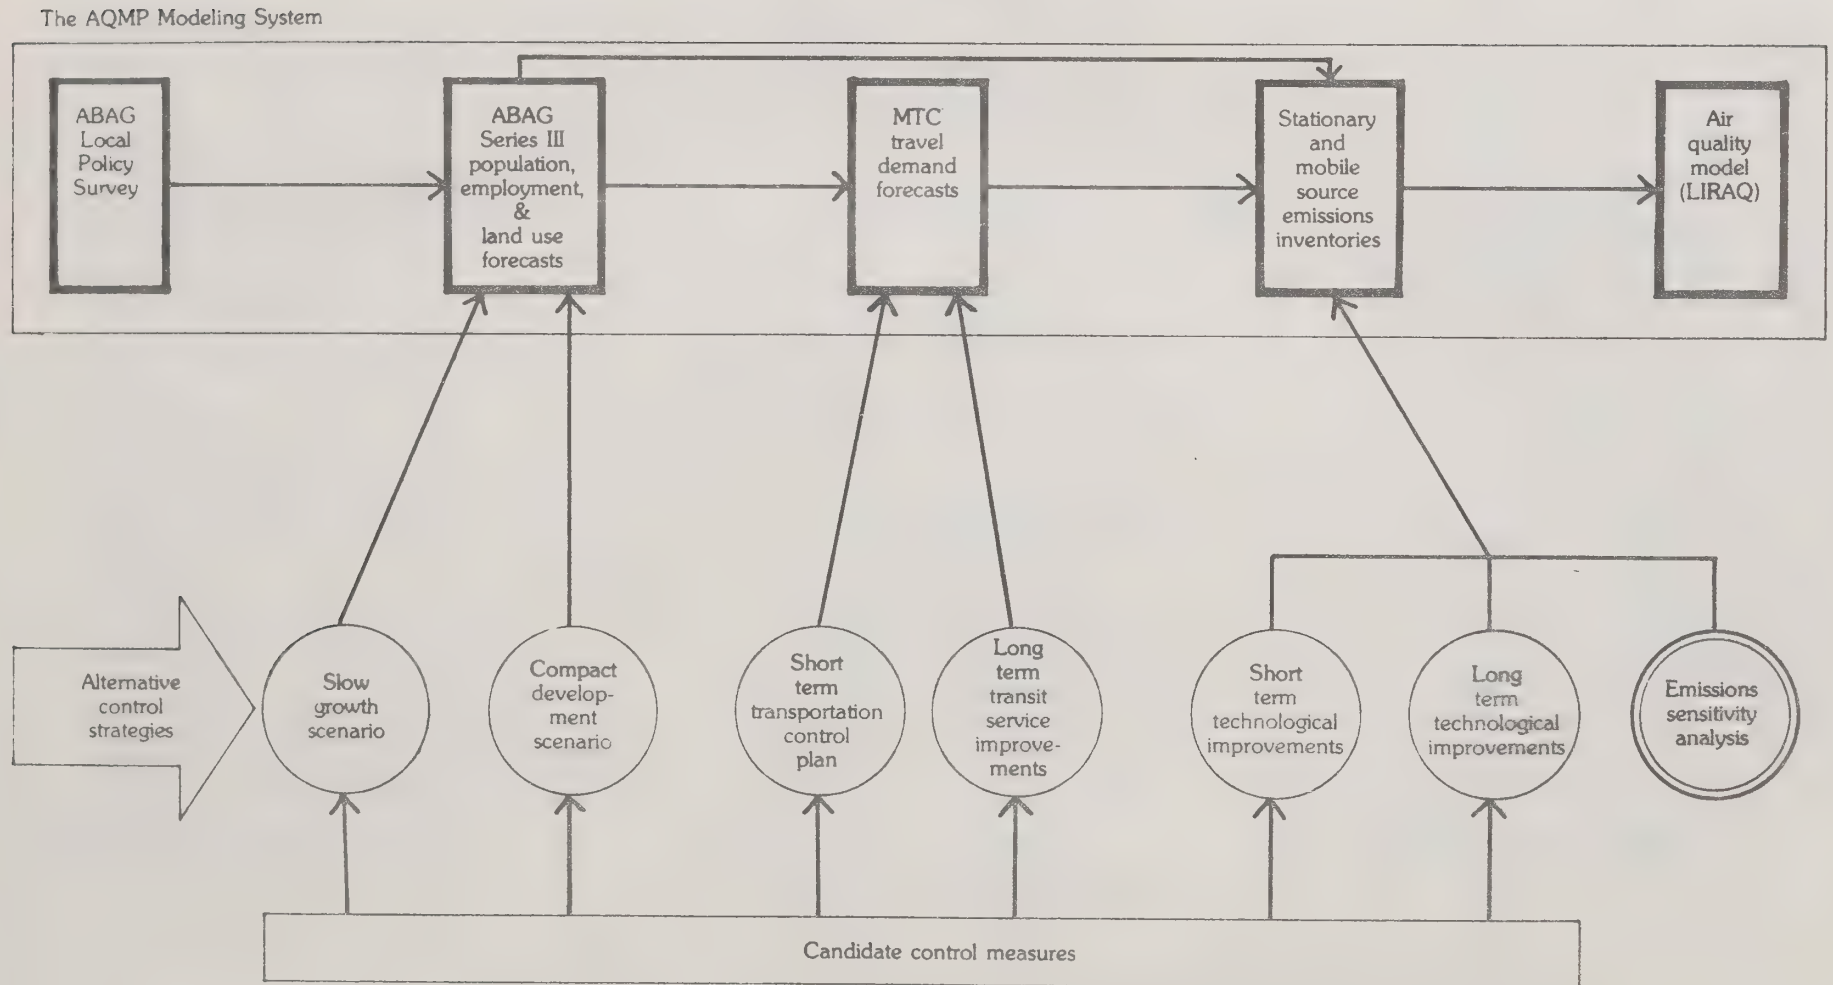 The AQMP Modeling System
ABAG
Local
Policy
Survey
ABAG
Series III
population,
employment,
&
land use
forecasts
MTC
travel
demand
forecasts
Stationary
and
mobile
source
emissions
inventories
Air
quality
model
(LIRAQ)
Alternative
control
strategies
Slow
growth
scenario
Compact
develop-
ment
scenario
Short
term
transportation
control
plan
Long
term
transit
service
improve-
ments
Short
term
technological
improvements
Long
term
technological
improvements
Emissions
sensitivity
analysis
Candidate control measures